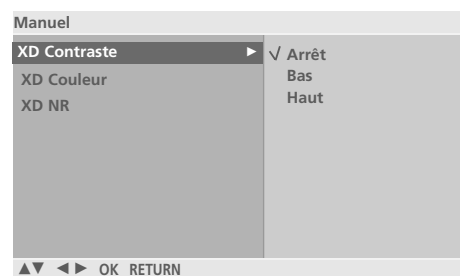 Manuel
XD Contraste ►
XD Couleur
XD NR
√ Arrêt
Bas
Haut
▲▼ ◄► OK RETURN